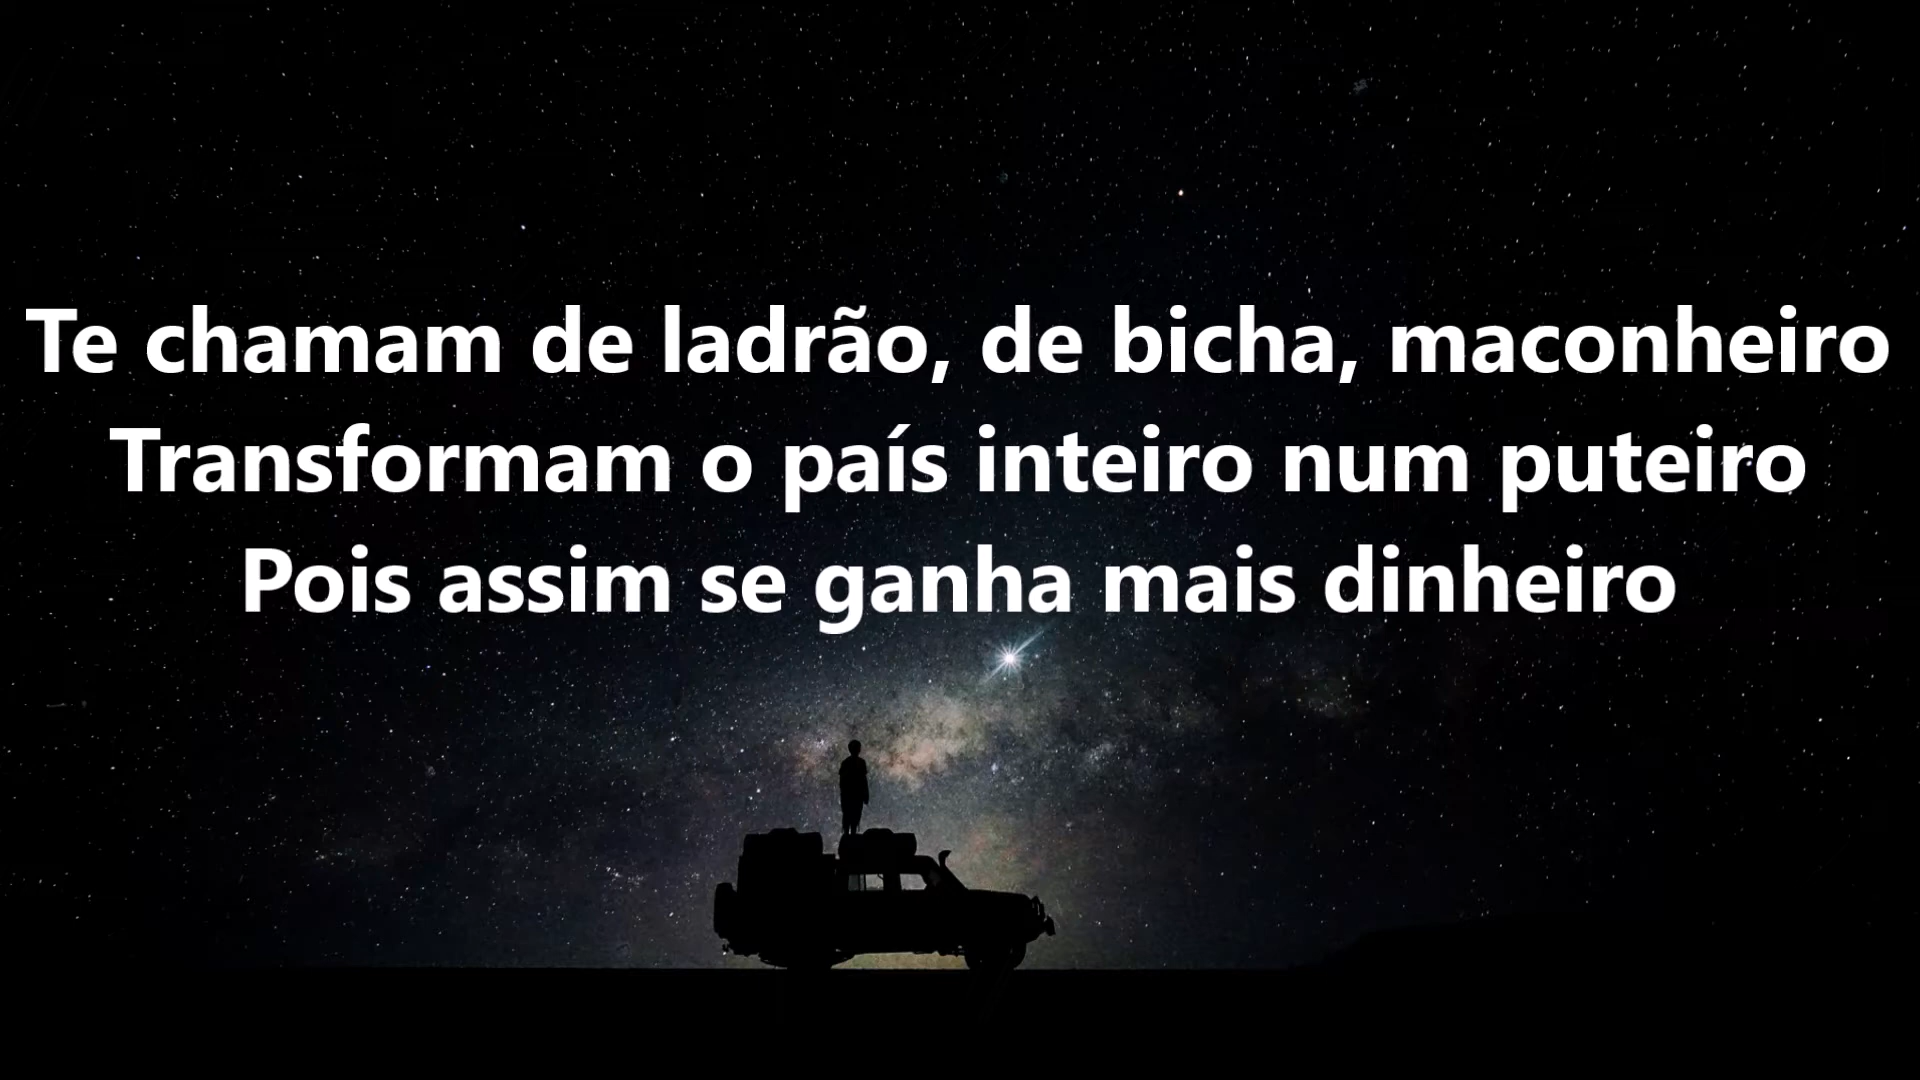 Te chamam de ladrão, de bicha, maconheiro
Transformam o país inteiro num puteiro
Pois assim se ganha mais dinheiro